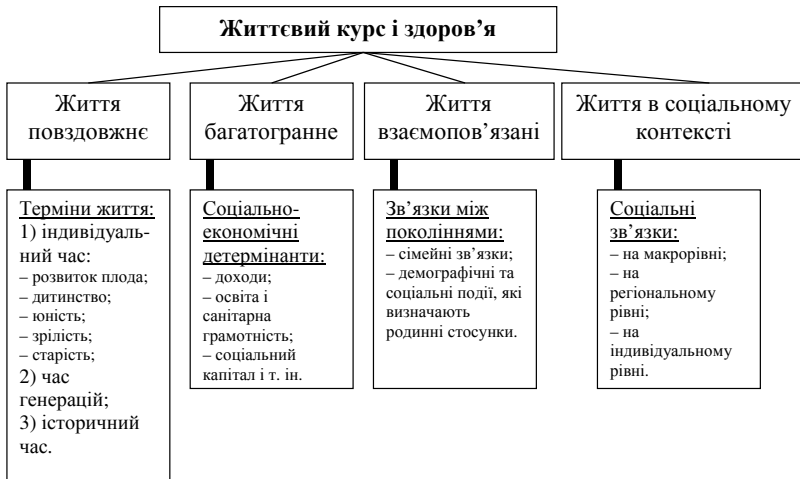 Життєвий курс і здоров’я
Життя
повздовжнє
Життя
багатогранне
Життя
взаємопов’язані
Життя в соціальному
контексті
Терміни життя:
1) індивідуаль-
ний час:
– розвиток плода;
– дитинство;
– юність;
– зрілість;
– старість;
2) час
генерацій;
3) історичний
час.
Соціально-
економічні
детермінанти:
– доходи;
– освіта і
санітарна
грамотність;
– соціальний
капітал і т. ін.
Зв’язки між
поколіннями:
– сімейні зв’язки;
– демографічні та
соціальні події, які
визначають
родинні стосунки.
Соціальні
зв’язки:
– на макрорівні;
– на
регіональному
рівні;
– на
індивідуальному
рівні.